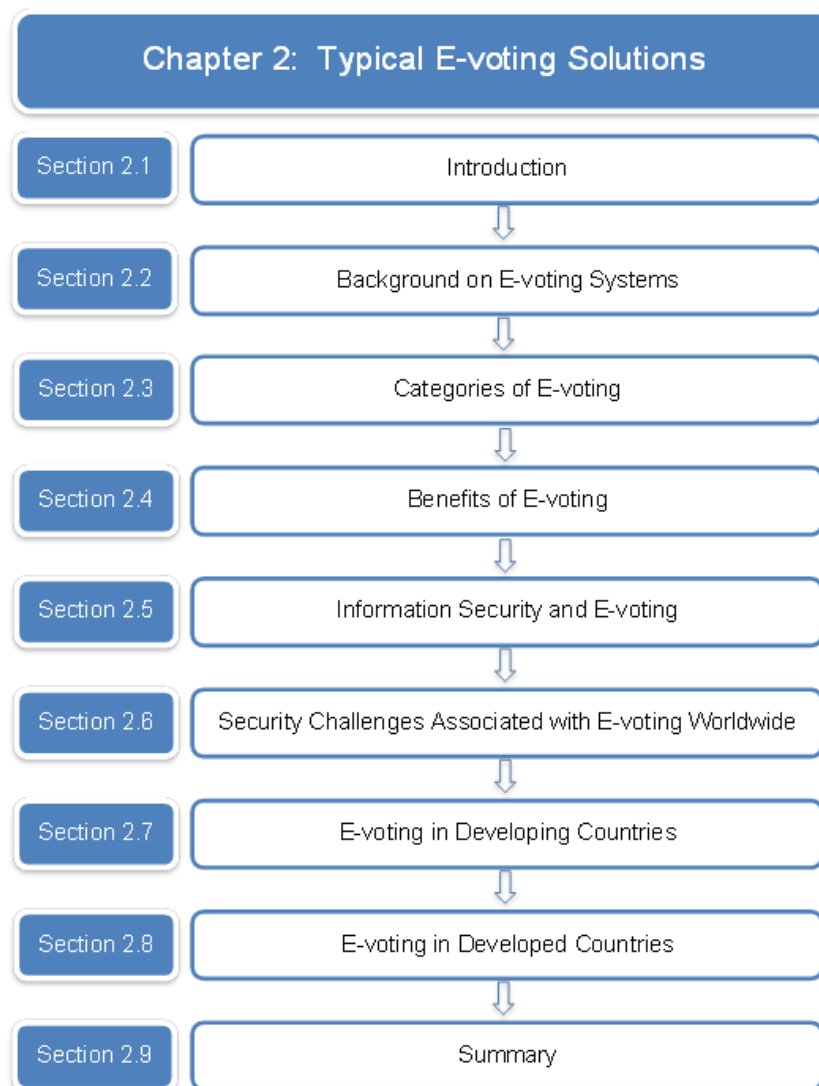 Chapter 2: Typical E-voting Solutions
Section 2.1
Introduction
Section 2.2
Background on E-voting Systems
Section 2.3
Categories of E-voting
Section 2.4
Benefits of E-voting
Section 2.5
Information Security and E-voting
Section 2.6
Security Challenges Associated with E-voting Worldwide
Section 2.7
E-voting in Developing Countries
Section 2.8
E-voting in Developed Countries
Section 2.9
Summary